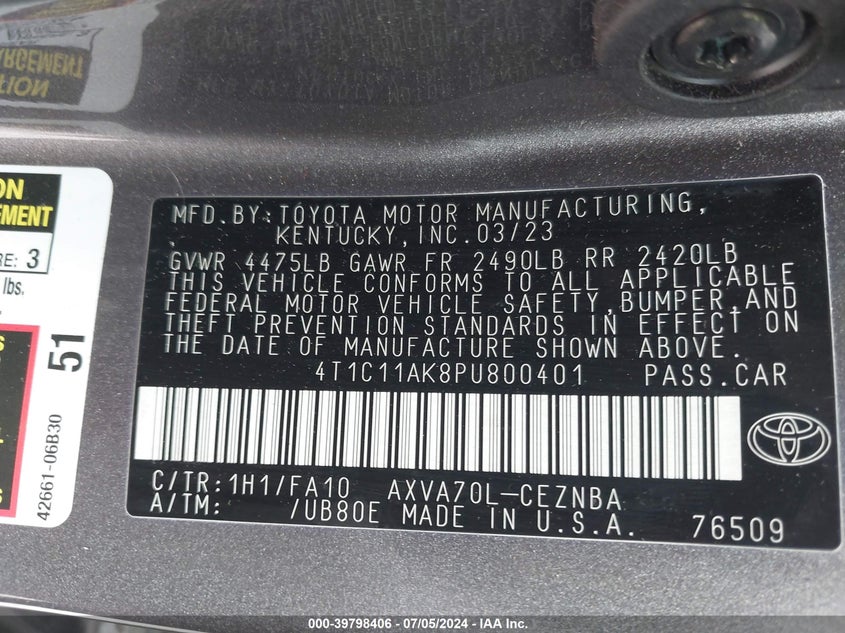 ARGEMENT
TION
ON
EMENT
RE: 3
lbs.
51
42661-06B30
MFD.BY:TOYOTA MOTOR MANUFACTURING,
KENTUCKY,INC.03/23
GVWR 4475LB GAWR FR 2490LB RR 2420LB
THIS VEHICLE CONFORMS TO ALL APPLICABLE
FEDERAL MOTOR VEHICLE SAFETY,BUMPER,AND
THEFT PREVENTION STANDARDS IN EFFECT ON
THE DATE OF MANUFACTURE SHOWN ABOVE.
4T1C11AK8PU800401 PASS.CAR
C/TR:1H1/FA10 AXVA70L-CEZNBA
A/TM: /UB80E MADE IN U.S.A. 76509
000-39798406 - 07/05/2024 - IAA Inc.